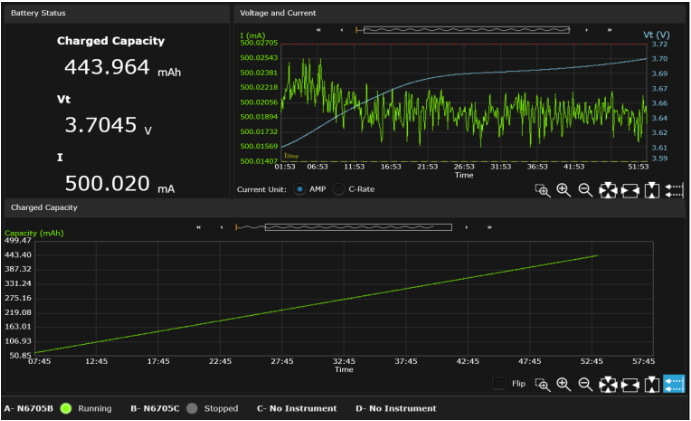 Battery Status
Charged Capacity
443.964 mAh
Vt
3.7045 V
I
500.020 mA
Voltage and Current
I (mA)
Vt (V)
500.02705
500.02543
500.02381
500.02218
500.02056
500.01894
500.01732
500.01569
500.01407
3.72
3.70
3.69
3.67
3.66
3.64
3.62
3.61
3.59
IStop
01:53 06:53 11:53 16:53 21:53 26:53 31:53 36:53 41:53 51:53
Time
Current Unit: AMP C-Rate
Charged Capacity
Capacity (mAh)
499.47
443.40
387.32
331.24
275.16
219.08
163.01
106.93
50.85
07:45 12:45 17:45 22:45 27:45 32:45 37:45 42:45 47:45 52:45 57:45
Time
Flip
A- N6705B Running B- N6705C Stopped C- No Instrument D- No Instrument